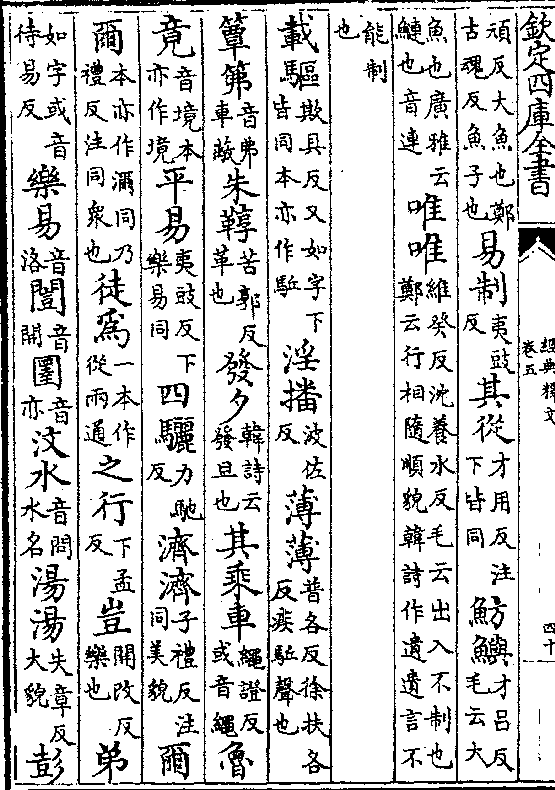 欽定四庫全書
經典釋文
卷五
四十
頑反大魚也鄭古魂反魚子也易制夷豉反其從才用反注下皆同魴鱮才呂反毛云大
魚也廣雅云鰱也音連唯唯維癸反沈養水反毛云出入不制也鄭云行相隨順貌韓詩作遺遺言不
能制也
載驅欺具反又如字下皆同本亦作駈淫播波佐反薄薄普各反徐扶各反疾駈聲也
簟笰音弗車蔽朱鞹苦郭反革也發夕韓詩云發旦也其乘車繩證反或音繩魯
竟音境本亦作境平易夷豉反下樂易同四驪力馳反濟濟子禮反注同美貌爾
爾本亦作濔同乃禮反注同衆也徒為一本作從兩通之行下孟反豈開改反樂也弟
如字或音待易反樂易音洛闓音開圛音亦汶水音問水名湯湯失章反大貌彭